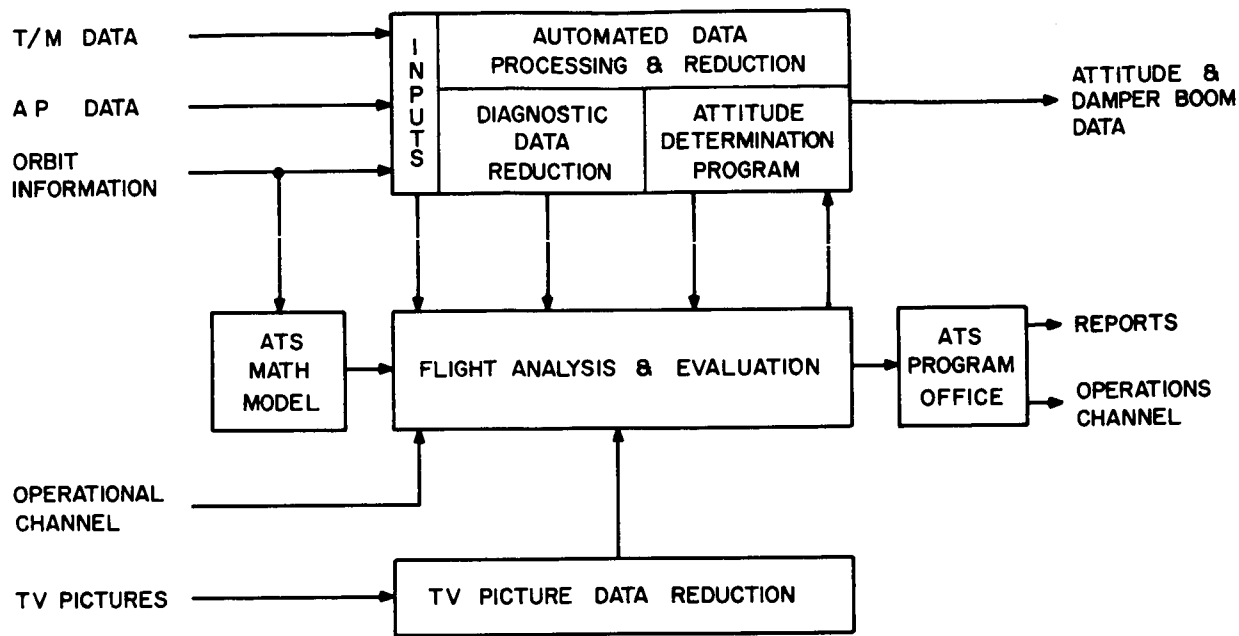 T/M DATA
AP DATA
ORBIT
INFORMATION
INPUTS
AUTOMATED DATA
PROCESSING & REDUCTION
DIAGNOSTIC
DATA
REDUCTION
ATTITUDE
DETERMINATION
PROGRAM
ATTITUDE &
DAMPER BOOM
DATA
ATS
MATH
MODEL
FLIGHT ANALYSIS & EVALUATION
ATS
PROGRAM
OFFICE
REPORTS
OPERATIONS
CHANNEL
OPERATIONAL
CHANNEL
TV PICTURES
TV PICTURE DATA REDUCTION